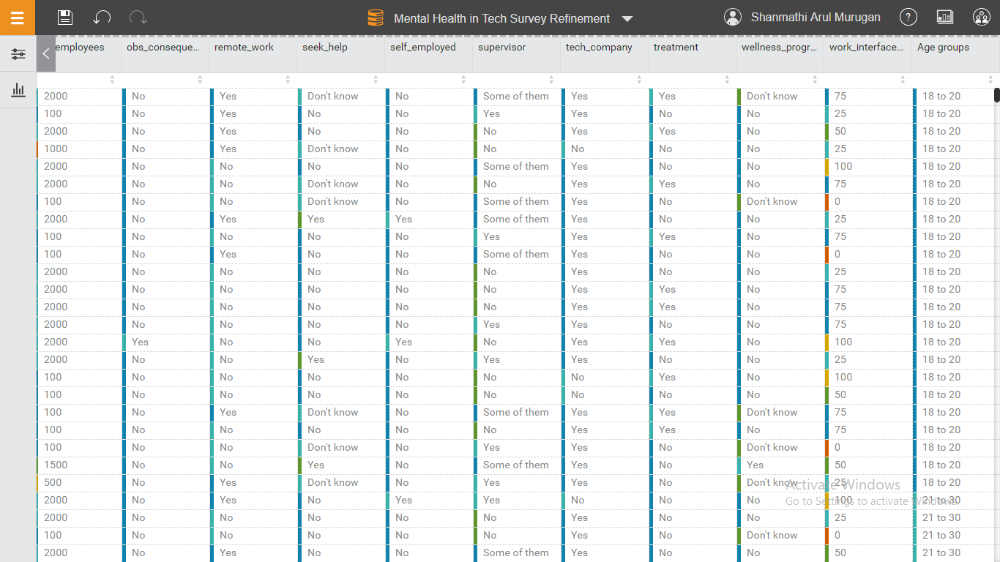 Mental Health in Tech Survey Refinement Shanmathi Arul Murugan ?
employees obs_conseque... remote_work seek_help self_employed supervisor tech_company treatment wellness_progr... work_interface... Age groups
2000 No Yes Don't know No Some of them Yes Yes Don't know 75 18 to 20
100 No Yes No No Yes Yes No No 25 18 to 20
2000 No Yes No No No Yes Yes No 50 18 to 20
1000 No Yes Don't know No No No No No 25 18 to 20
2000 No No No No Some of them Yes No No 100 18 to 20
2000 No No Don't know No No Yes Yes No 75 18 to 20
100 No No Don't know No Some of them Yes No Don't know 0 18 to 20
2000 No Yes Yes Yes Some of them Yes No No 25 18 to 20
100 No No No No Yes Yes Yes No 75 18 to 20
100 No Yes No No Some of them Yes No No 0 18 to 20
2000 No No No No No Yes No No 25 18 to 20
2000 No No No No No Yes Yes No 75 18 to 20
2000 No No No No No Yes Yes No 75 18 to 20
2000 No No No No Yes Yes No No 75 18 to 20
2000 Yes No No Yes No Yes Yes No 100 18 to 20
2000 No No Yes No Yes Yes No No 25 18 to 20
100 No No No No No No Yes No 100 18 to 20
100 No No No No No No No No 50 18 to 20
100 No Yes Don't know No Some of them Yes Yes Don't know 75 18 to 20
100 No No No No No Yes Yes No 75 18 to 20
100 No No Don't know No Yes Yes No Don't know 0 18 to 20
1500 No No Yes No Some of them Yes No Yes 50 18 to 20
500 No Yes Don't know No Yes Yes No Don't know 25 18 to 20
Activate Windows
2000 No Yes No Yes Yes No No No 100 21 to 30
Go to Settings to activate Windows.
2000 No No No No No Yes No No 25 21 to 30
100 No No No No No Yes No Don't know 0 21 to 30
2000 No Yes No No Some of them Yes No No 50 21 to 30